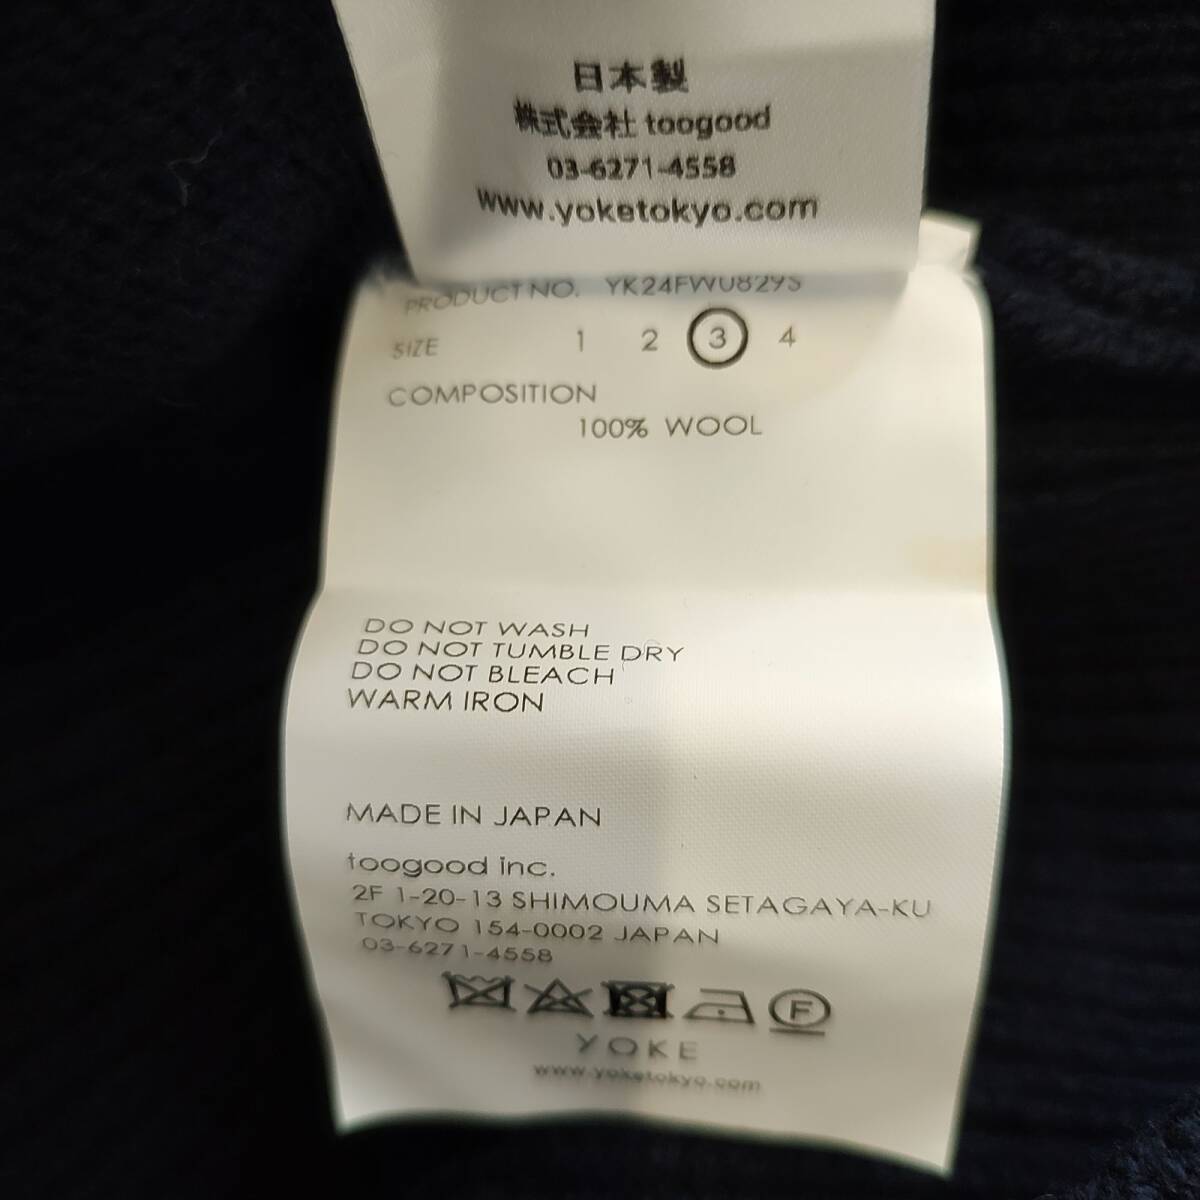 日本製
株式会社 toogood
03-6271-4558
www.yoketokyo.com
PRODUCT NO. YK24FW0829S
SIZE 1 2 3 4
COMPOSITION
100% WOOL
DO NOT WASH
DO NOT TUMBLE DRY
DO NOT BLEACH
WARM IRON
MADE IN JAPAN
toogood inc.
2F 1-20-13 SHIMOUMA SETAGAYA-KU
TOKYO 154-0002 JAPAN
03-6271-4558
F
YOKE
www.yoketokyo.com